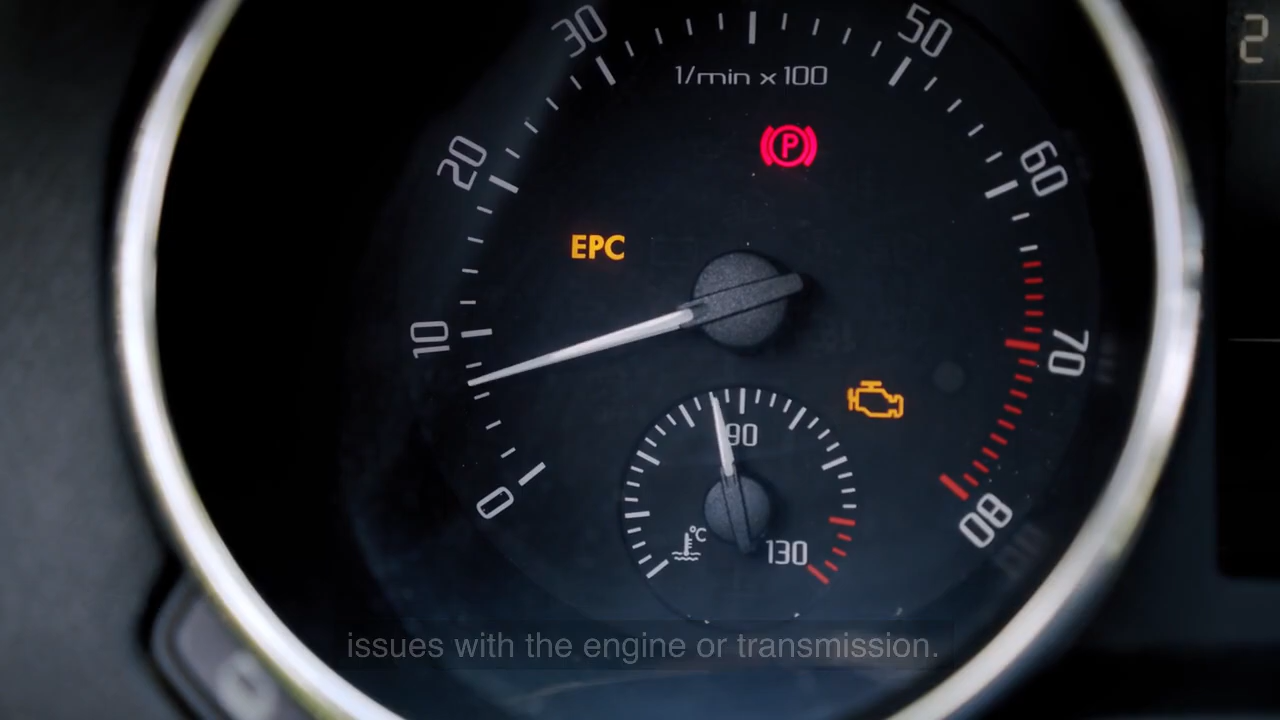 30
50
2
1/min x 100
P
20
60
EPC
10
70
90
0
80
°C
130
issues with the engine or transmission.